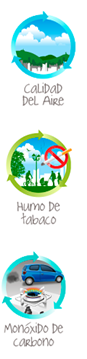 Calidad
del Aire
Humo de
tabaco
Monóxido de
carbono